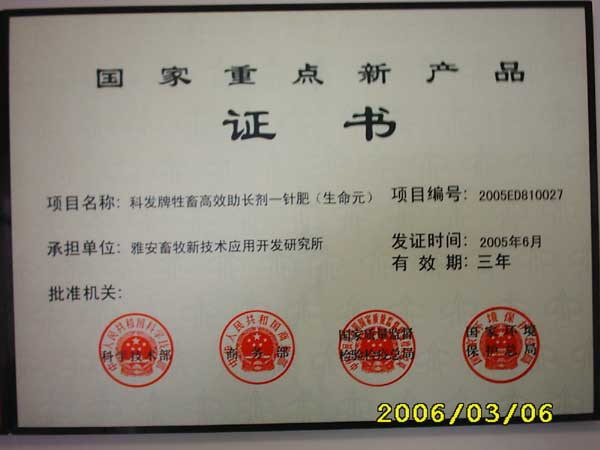 国家重点新产品
证书
项目名称：科发牌牲畜高效助长剂一针肥（生命元） 项目编号：2005ED810027
承担单位：雅安畜牧新技术应用开发研究所 发证时间：2005年6月
有 效 期：三年
批准机关：
科学技术部
商务部
国家质量监督
检验检疫总局
国家环境
保护总局
2006/03/06